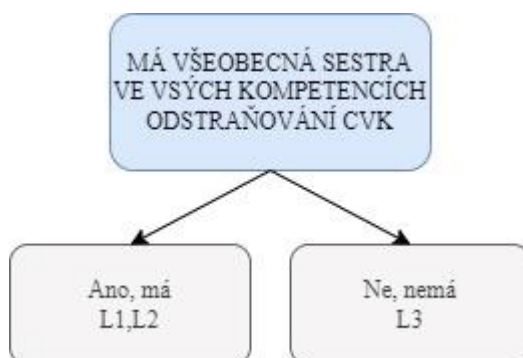 MÁ VŠEOBECNÁ SESTRA
VE VSÝCH KOMPETENCÍCH
ODSTRAŇOVÁNÍ CVK
Ano, má
L1,L2
Ne, nemá
L3